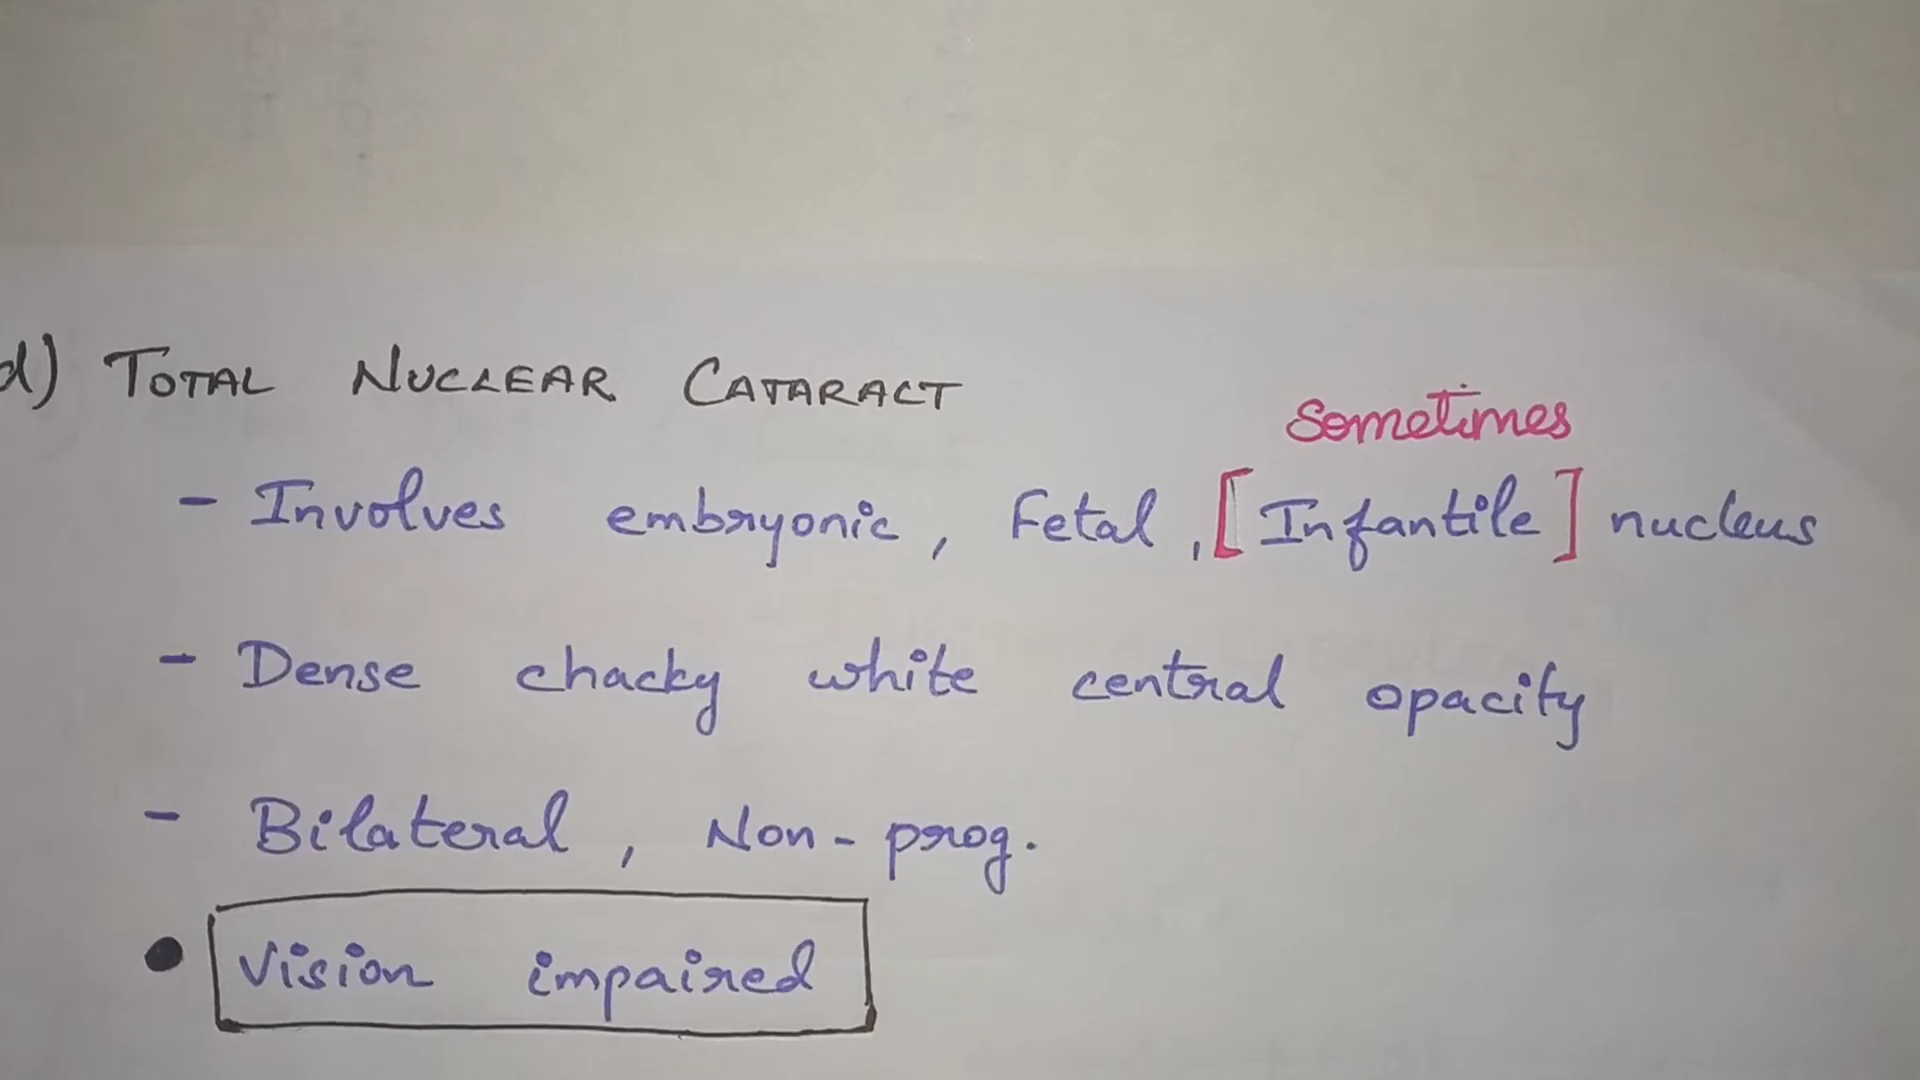 d) TOTAL NUCLEAR CATARACT
sometimes
- Involves embryonic, Fetal, [Infantile] nucleus
- Dense chacky white central opacity
- Bilateral, Non-prog.
• Vision impaired